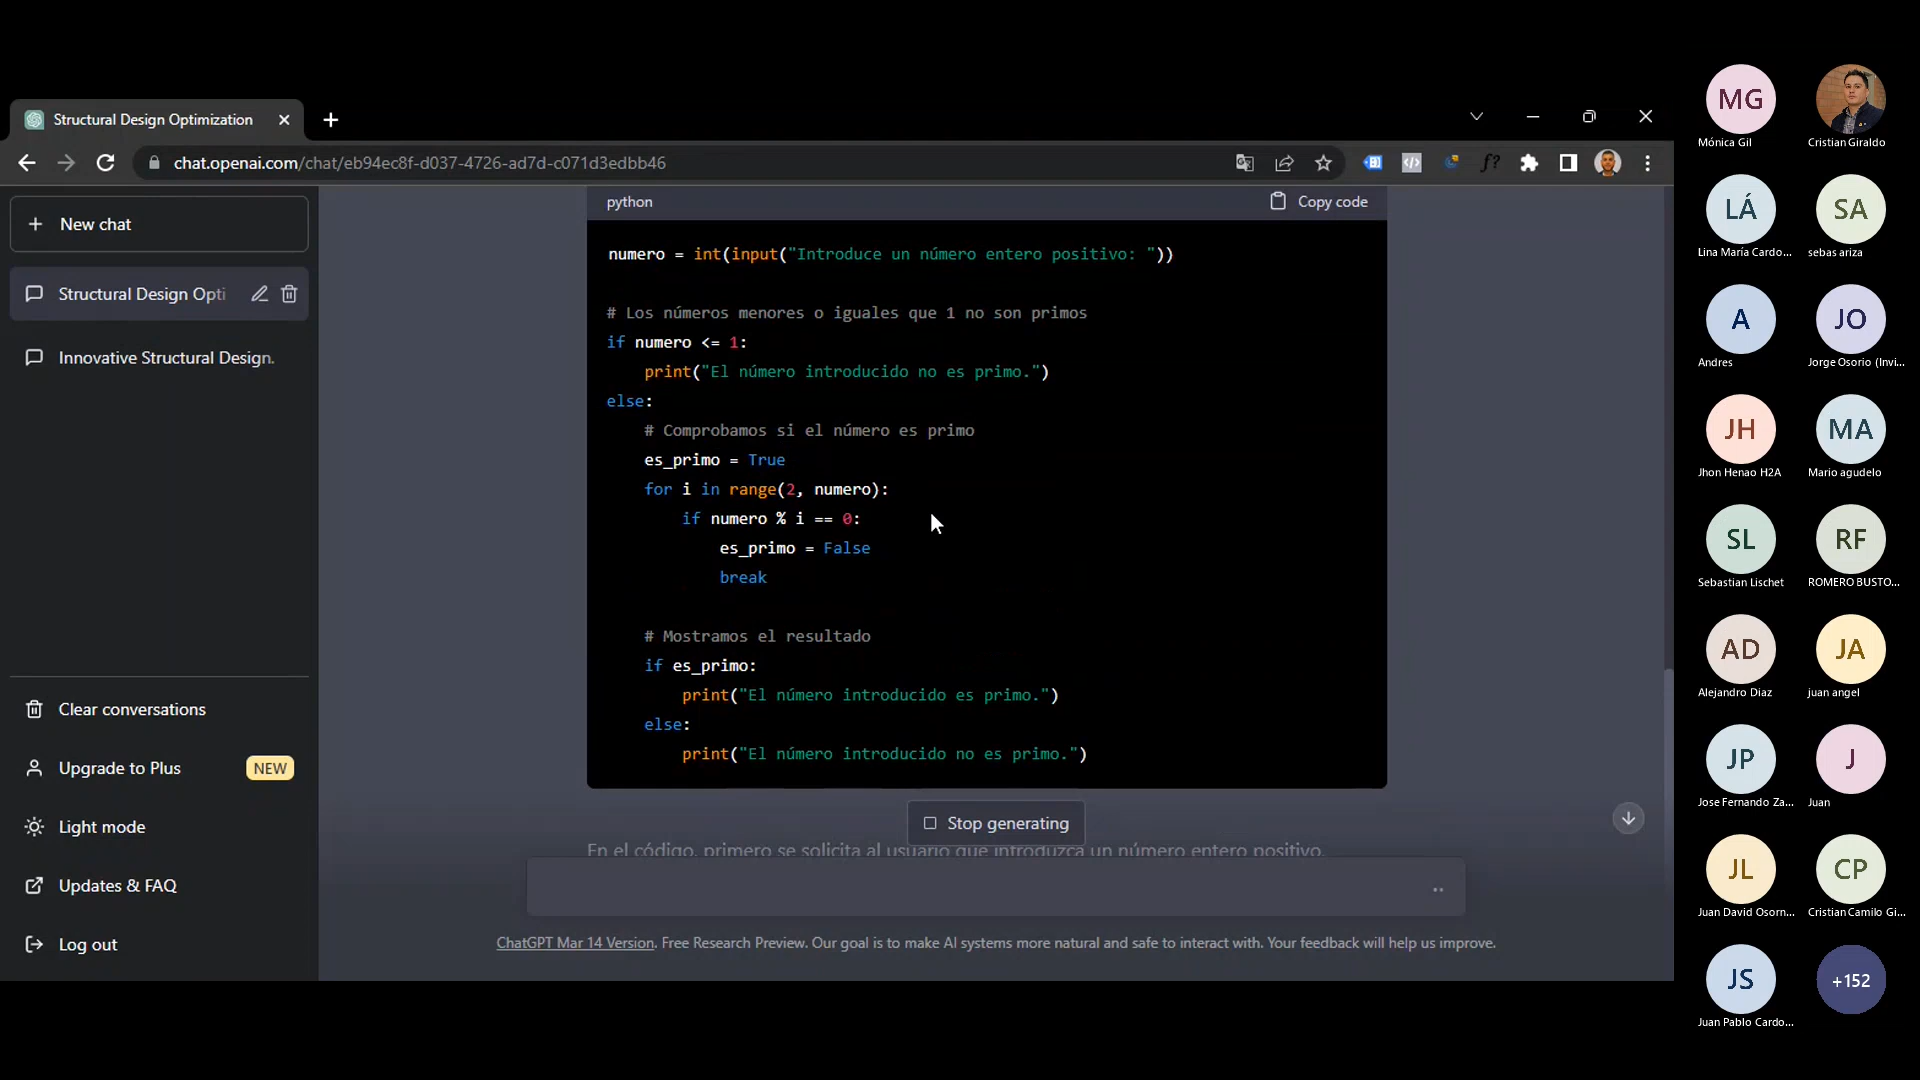 Structural Design Optimization
chat.openai.com/chat/eb94ec8f-d037-4726-ad7d-c071d3edbb46
New chat
Structural Design Opti
Innovative Structural Design.
Clear conversations
Upgrade to Plus NEW
Light mode
Updates & FAQ
Log out
python Copy code
numero = int(input("Introduce un número entero positivo: "))
# Los números menores o iguales que 1 no son primos
if numero <= 1:
    print("El número introducido no es primo.")
else:
    # Comprobamos si el número es primo
    es_primo = True
    for i in range(2, numero):
        if numero % i == 0:
            es_primo = False
            break
    # Mostramos el resultado
    if es_primo:
        print("El número introducido es primo.")
    else:
        print("El número introducido no es primo.")
Stop generating
En el código, primero se solicita al usuario que introduzca un número entero positivo.
ChatGPT Mar 14 Version. Free Research Preview. Our goal is to make AI systems more natural and safe to interact with. Your feedback will help us improve.
MG
Mónica Gil
Cristian Giraldo
LÁ
Lina María Cardo...
SA
sebas ariza
A
Andres
JO
Jorge Osorio (Invi...
JH
Jhon Henao H2A
MA
Mario agudelo
SL
Sebastian Lischet
RF
ROMERO BUSTO...
AD
Alejandro Diaz
JA
juan angel
JP
Jose Fernando Za...
J
Juan
JL
Juan David Osorn...
CP
Cristian Camilo Gi...
JS
Juan Pablo Cardo...
+152